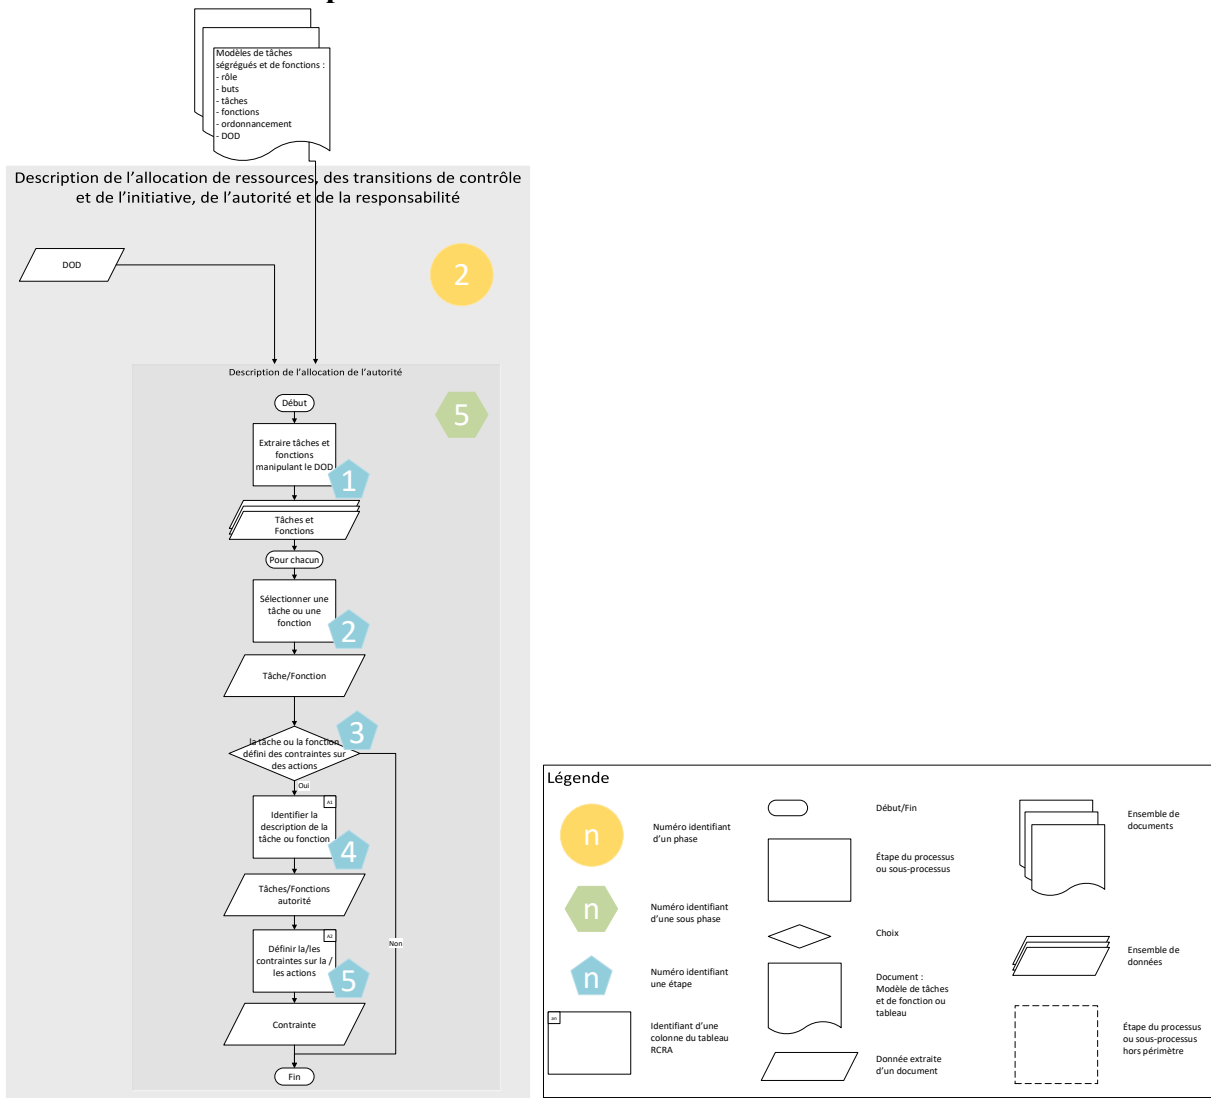 Modèles de tâches
ségrégués et de fonctions :
- rôle
- buts
- tâches
- fonctions
- ordonnancement
- DOD
Description de l'allocation de ressources, des transitions de contrôle
et de l'initiative, de l'autorité et de la responsabilité
DOD
2
Description de l'allocation de l'autorité
Début
5
Extraire tâches et
fonctions
manipulant le DOD
1
Tâches et
Fonctions
Pour chacun
Sélectionner une
tâche ou une
fonction
2
Tâche/Fonction
3
la tâche ou la fonction
défini des contraintes sur
des actions
Oui
A1
Identifier la
description de la
tâche ou fonction
4
Tâches/Fonctions
autorité
A2
Non
Définir la/les
contraintes sur la /
les actions
5
Contrainte
Fin
Légende
n
Numéro identifiant
d'un phase
n
Numéro identifiant
d'une sous phase
n
Numéro identifiant
une étape
an
Identifiant d'une
colonne du tableau
RCRA
Début/Fin
Étape du processus
ou sous-processus
Choix
Document :
Modèle de tâches
et de fonction ou
tableau
Donnée extraite
d'un document
Ensemble de
documents
Ensemble de
données
Étape du processus
ou sous-processus
hors périmètre